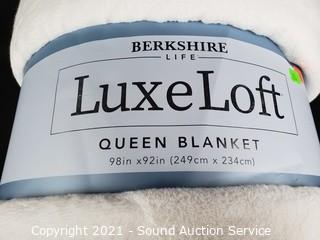 BERKSHIRE
LIFE
LuxeLoft
QUEEN BLANKET
98in x92in (249cm x 234cm)
Copyright 2021 - Sound Auction Service